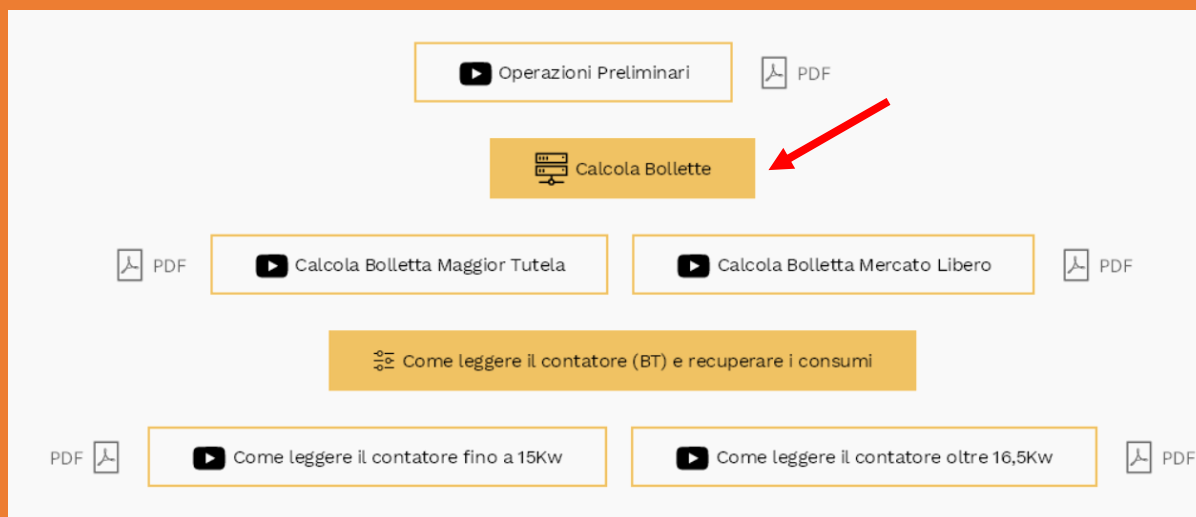 Operazioni Preliminari PDF
Calcola Bollette
PDF Calcola Bolletta Maggior Tutela Calcola Bolletta Mercato Libero PDF
Come leggere il contatore (BT) e recuperare i consumi
PDF Come leggere il contatore fino a 15Kw Come leggere il contatore oltre 16,5Kw PDF